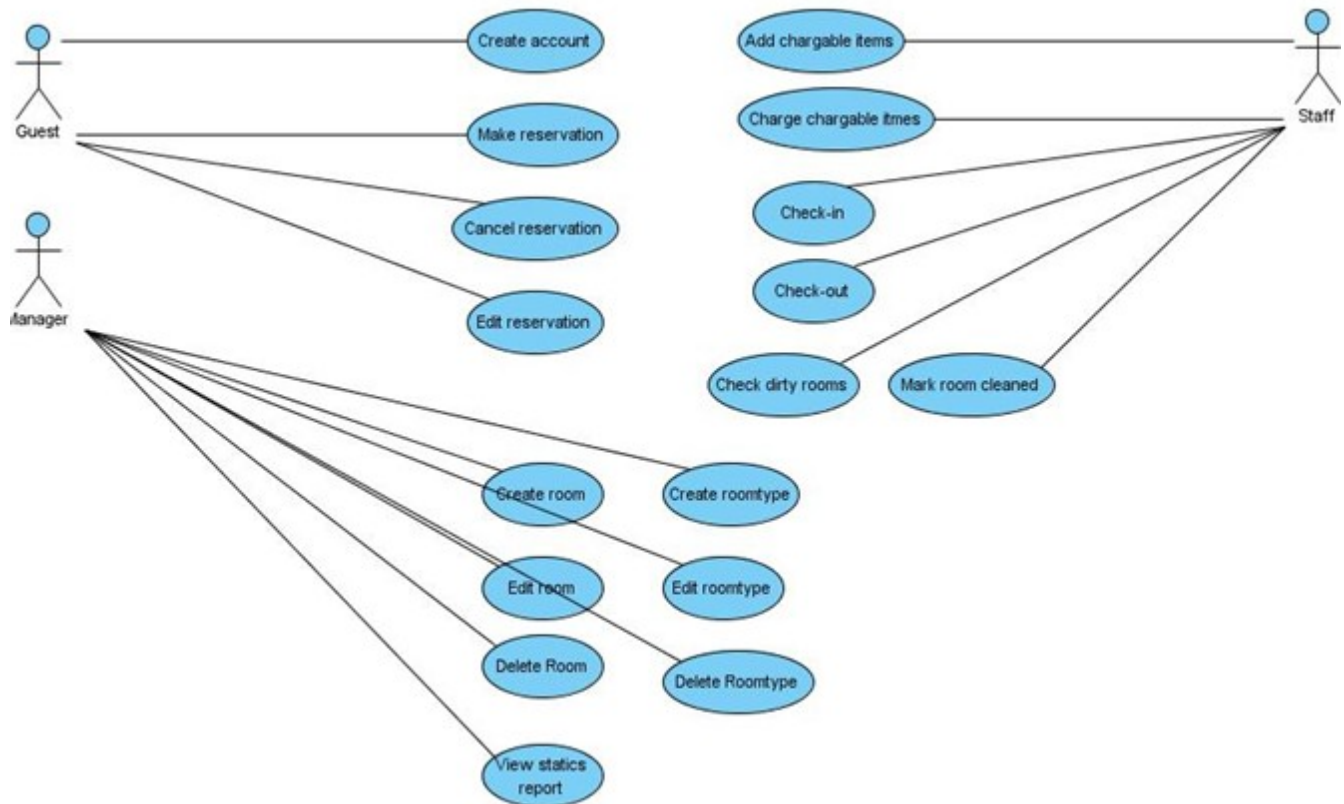 Create account
Add chargable items
Guest
Make reservation
Charge chargable itmes
Staff
Cancel reservation
Check-in
Manager
Edit reservation
Check-out
Check dirty rooms
Mark room cleaned
Create room
Create roomtype
Edit room
Edit roomtype
Delete Room
Delete Roomtype
View statics
report